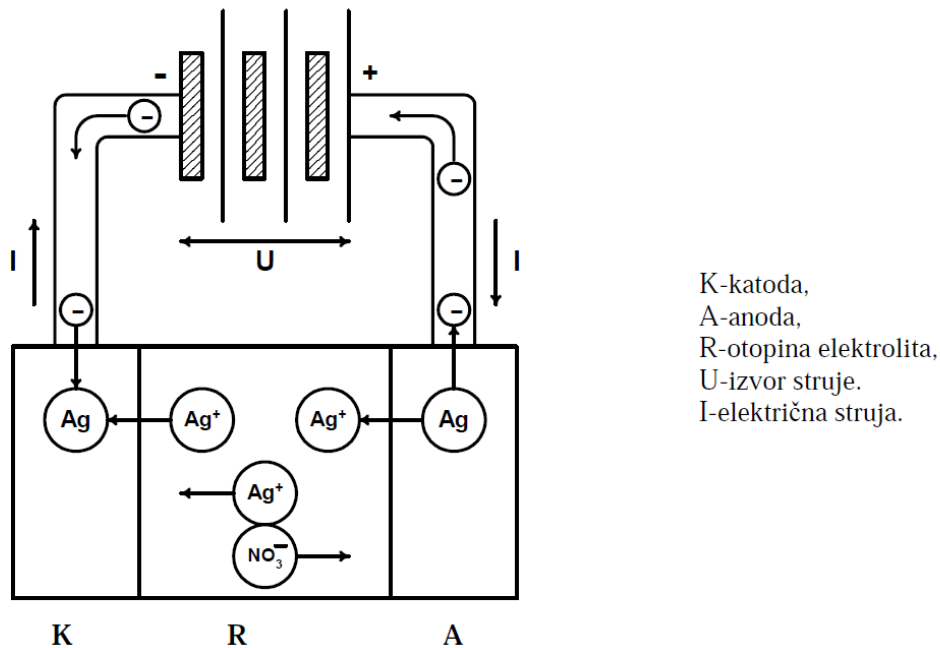 - +
−
−
I U I
− −
K-katoda,
A-anoda,
R-otopina elektrolita,
U-izvor struje.
I-električna struja.
Ag Ag⁺ Ag⁺ Ag
Ag⁺
NO₃⁻
K R A